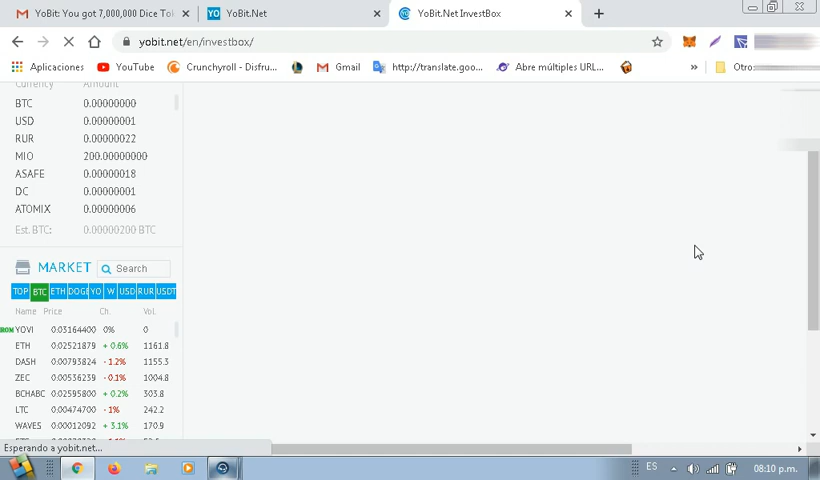 YoBit: You got 7,000,000 Dice Tok
YoBit.Net
YoBit.Net InvestBox
yobit.net/en/investbox/
Aplicaciones
YouTube
Crunchyroll - Disfru...
Gmail
http://translate.goo...
Abre múltiples URL...
»
Otro
Currency Amount
BTC 0.00000000
USD 0.00000001
RUR 0.00000022
MIO 200.00000000
ASAFE 0.00000018
DC 0.00000001
ATOMIX 0.00000006
Est. BTC: 0.00000200 BTC
MARKET Search
TOP BTC ETH DOGE YO W USD RUR USDT
Name Price Ch. Vol.
YOVI 0.03164400 0% 0
ETH 0.02521879 + 0.6% 1161.8
DASH 0.00793824 - 1.2% 1155.3
ZEC 0.00536239 - 0.1% 1004.8
BCHABC 0.02595800 + 0.2% 303.8
LTC 0.00474700 - 1% 242.2
WAVES 0.00012092 + 3.1% 170.9
Esperando a yobit.net...
ES
08:10 p.m.